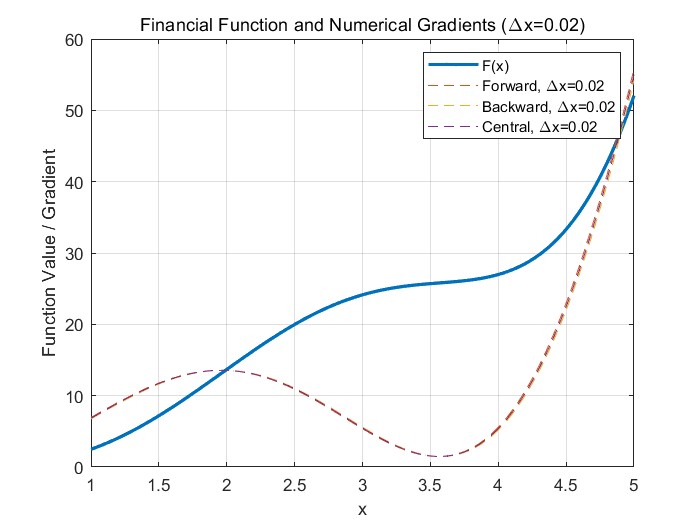 Financial Function and Numerical Gradients (Δx=0.02)
F(x)
Forward, Δx=0.02
Backward, Δx=0.02
Central, Δx=0.02
Function Value / Gradient
60
50
40
30
20
10
0
1 1.5 2 2.5 3 3.5 4 4.5 5
x